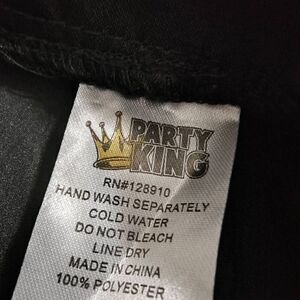 PARTY
KING
RN#128910
HAND WASH SEPARATELY
COLD WATER
DO NOT BLEACH
LINE DRY
MADE IN CHINA
100% POLYESTER